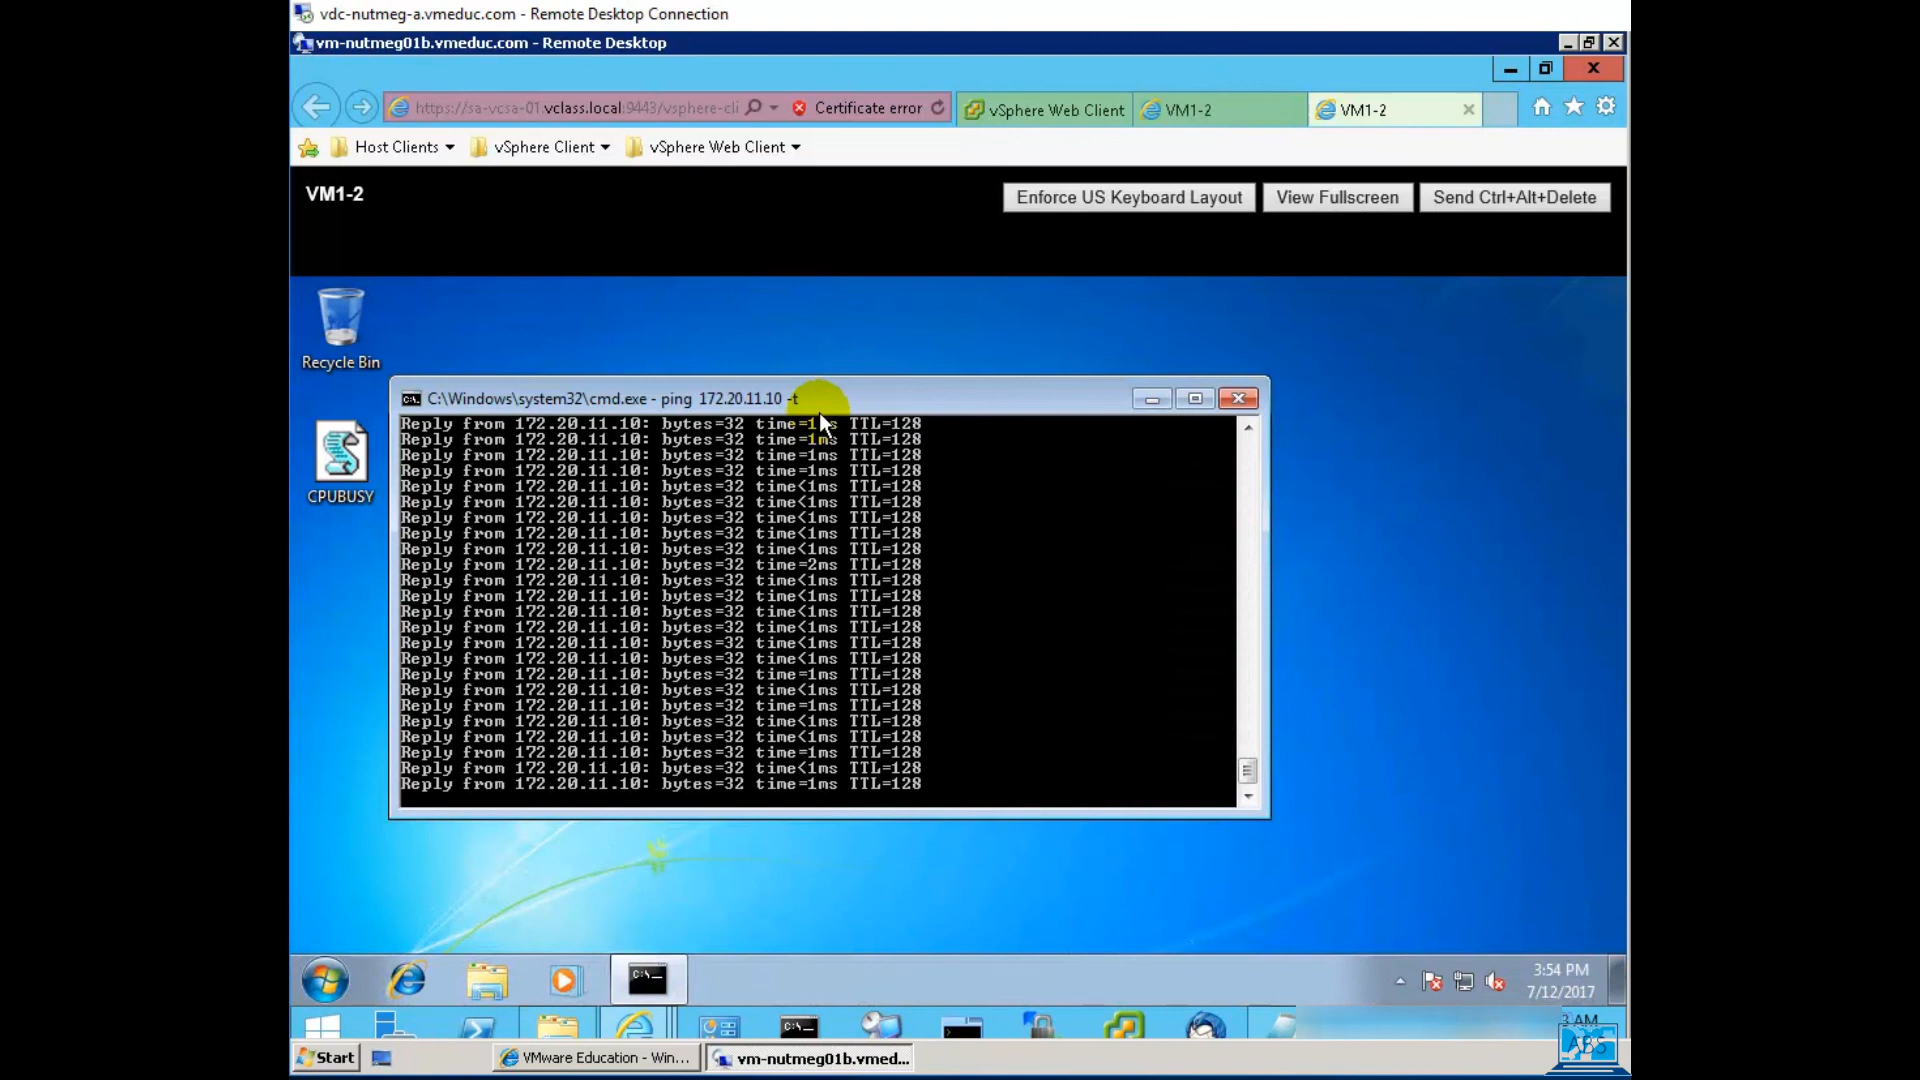 vdc-nutmeg-a.vmeduc.com - Remote Desktop Connection
vm-nutmeg01b.vmeduc.com - Remote Desktop
https://sa-vcsa-01.vclass.local:9443/vsphere-cli
Certificate error
vSphere Web Client
VM1-2
VM1-2
Host Clients
vSphere Client
vSphere Web Client
VM1-2
Enforce US Keyboard Layout
View Fullscreen
Send Ctrl+Alt+Delete
Recycle Bin
CPUBUSY
C:\Windows\system32\cmd.exe - ping 172.20.11.10 -t
Reply from 172.20.11.10: bytes=32 time=1ms TTL=128
Reply from 172.20.11.10: bytes=32 time=1ms TTL=128
Reply from 172.20.11.10: bytes=32 time=1ms TTL=128
Reply from 172.20.11.10: bytes=32 time=1ms TTL=128
Reply from 172.20.11.10: bytes=32 time<1ms TTL=128
Reply from 172.20.11.10: bytes=32 time<1ms TTL=128
Reply from 172.20.11.10: bytes=32 time<1ms TTL=128
Reply from 172.20.11.10: bytes=32 time<1ms TTL=128
Reply from 172.20.11.10: bytes=32 time<1ms TTL=128
Reply from 172.20.11.10: bytes=32 time=2ms TTL=128
Reply from 172.20.11.10: bytes=32 time<1ms TTL=128
Reply from 172.20.11.10: bytes=32 time<1ms TTL=128
Reply from 172.20.11.10: bytes=32 time<1ms TTL=128
Reply from 172.20.11.10: bytes=32 time<1ms TTL=128
Reply from 172.20.11.10: bytes=32 time<1ms TTL=128
Reply from 172.20.11.10: bytes=32 time<1ms TTL=128
Reply from 172.20.11.10: bytes=32 time=1ms TTL=128
Reply from 172.20.11.10: bytes=32 time<1ms TTL=128
Reply from 172.20.11.10: bytes=32 time=1ms TTL=128
Reply from 172.20.11.10: bytes=32 time<1ms TTL=128
Reply from 172.20.11.10: bytes=32 time<1ms TTL=128
Reply from 172.20.11.10: bytes=32 time=1ms TTL=128
Reply from 172.20.11.10: bytes=32 time<1ms TTL=128
Reply from 172.20.11.10: bytes=32 time=1ms TTL=128
3:54 PM
7/12/2017
3 AM
ABS
Start
VMware Education - Win...
vm-nutmeg01b.vmed...